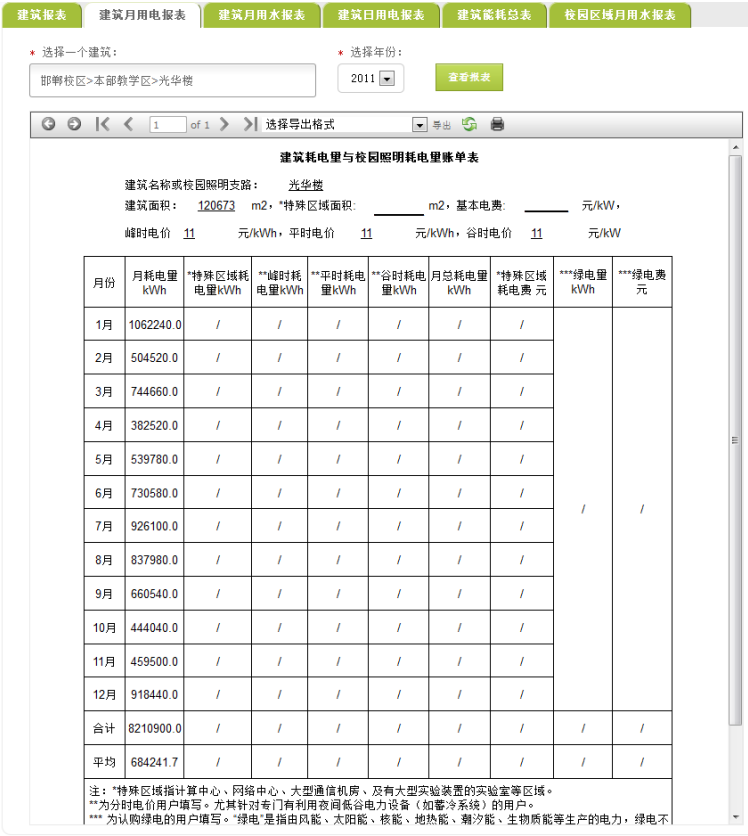 建筑报表 建筑月用电报表 建筑月用水报表 建筑日用电报表 建筑能耗总表 校园区域月用水报表
* 选择一个建筑： * 选择年份：
邯郸校区>本部教学区>光华楼 2011 查看报表
1 of 1 选择导出格式 导出
建筑耗电量与校园照明耗电量账单表
建筑名称或校园照明支路： 光华楼
建筑面积： 120673 m2，*特殊区域面积: m2，基本电费: 元/kW，
峰时电价 11 元/kWh，平时电价 11 元/kWh，谷时电价 11 元/kW
月份 月耗电量kWh *特殊区域耗电量kWh **峰时耗电量kWh **平时耗电量kWh **谷时耗电量kWh 月总耗电量kWh *特殊区域耗电费 元 ***绿电量kWh ***绿电费元
1月 1062240.0 / / / / / /
2月 504520.0 / / / / / /
3月 744660.0 / / / / / /
4月 382520.0 / / / / / /
5月 539780.0 / / / / / /
6月 730580.0 / / / / / /
/ /
7月 926100.0 / / / / / /
8月 837980.0 / / / / / /
9月 660540.0 / / / / / /
10月 444040.0 / / / / / /
11月 459500.0 / / / / / /
12月 918440.0 / / / / / /
合计 8210900.0 / / / / / / / /
平均 684241.7 / / / / / / / /
注：*特殊区域指计算中心、网络中心、大型通信机房、及有大型实验装置的实验室等区域。
**为分时电价用户填写。尤其针对专门有利用夜间低谷电力设备（如蓄冷系统）的用户。
*** 为认购绿电的用户填写。“绿电”是指由风能、太阳能、核能、地热能、潮汐能、生物质能等生产的电力，绿电不